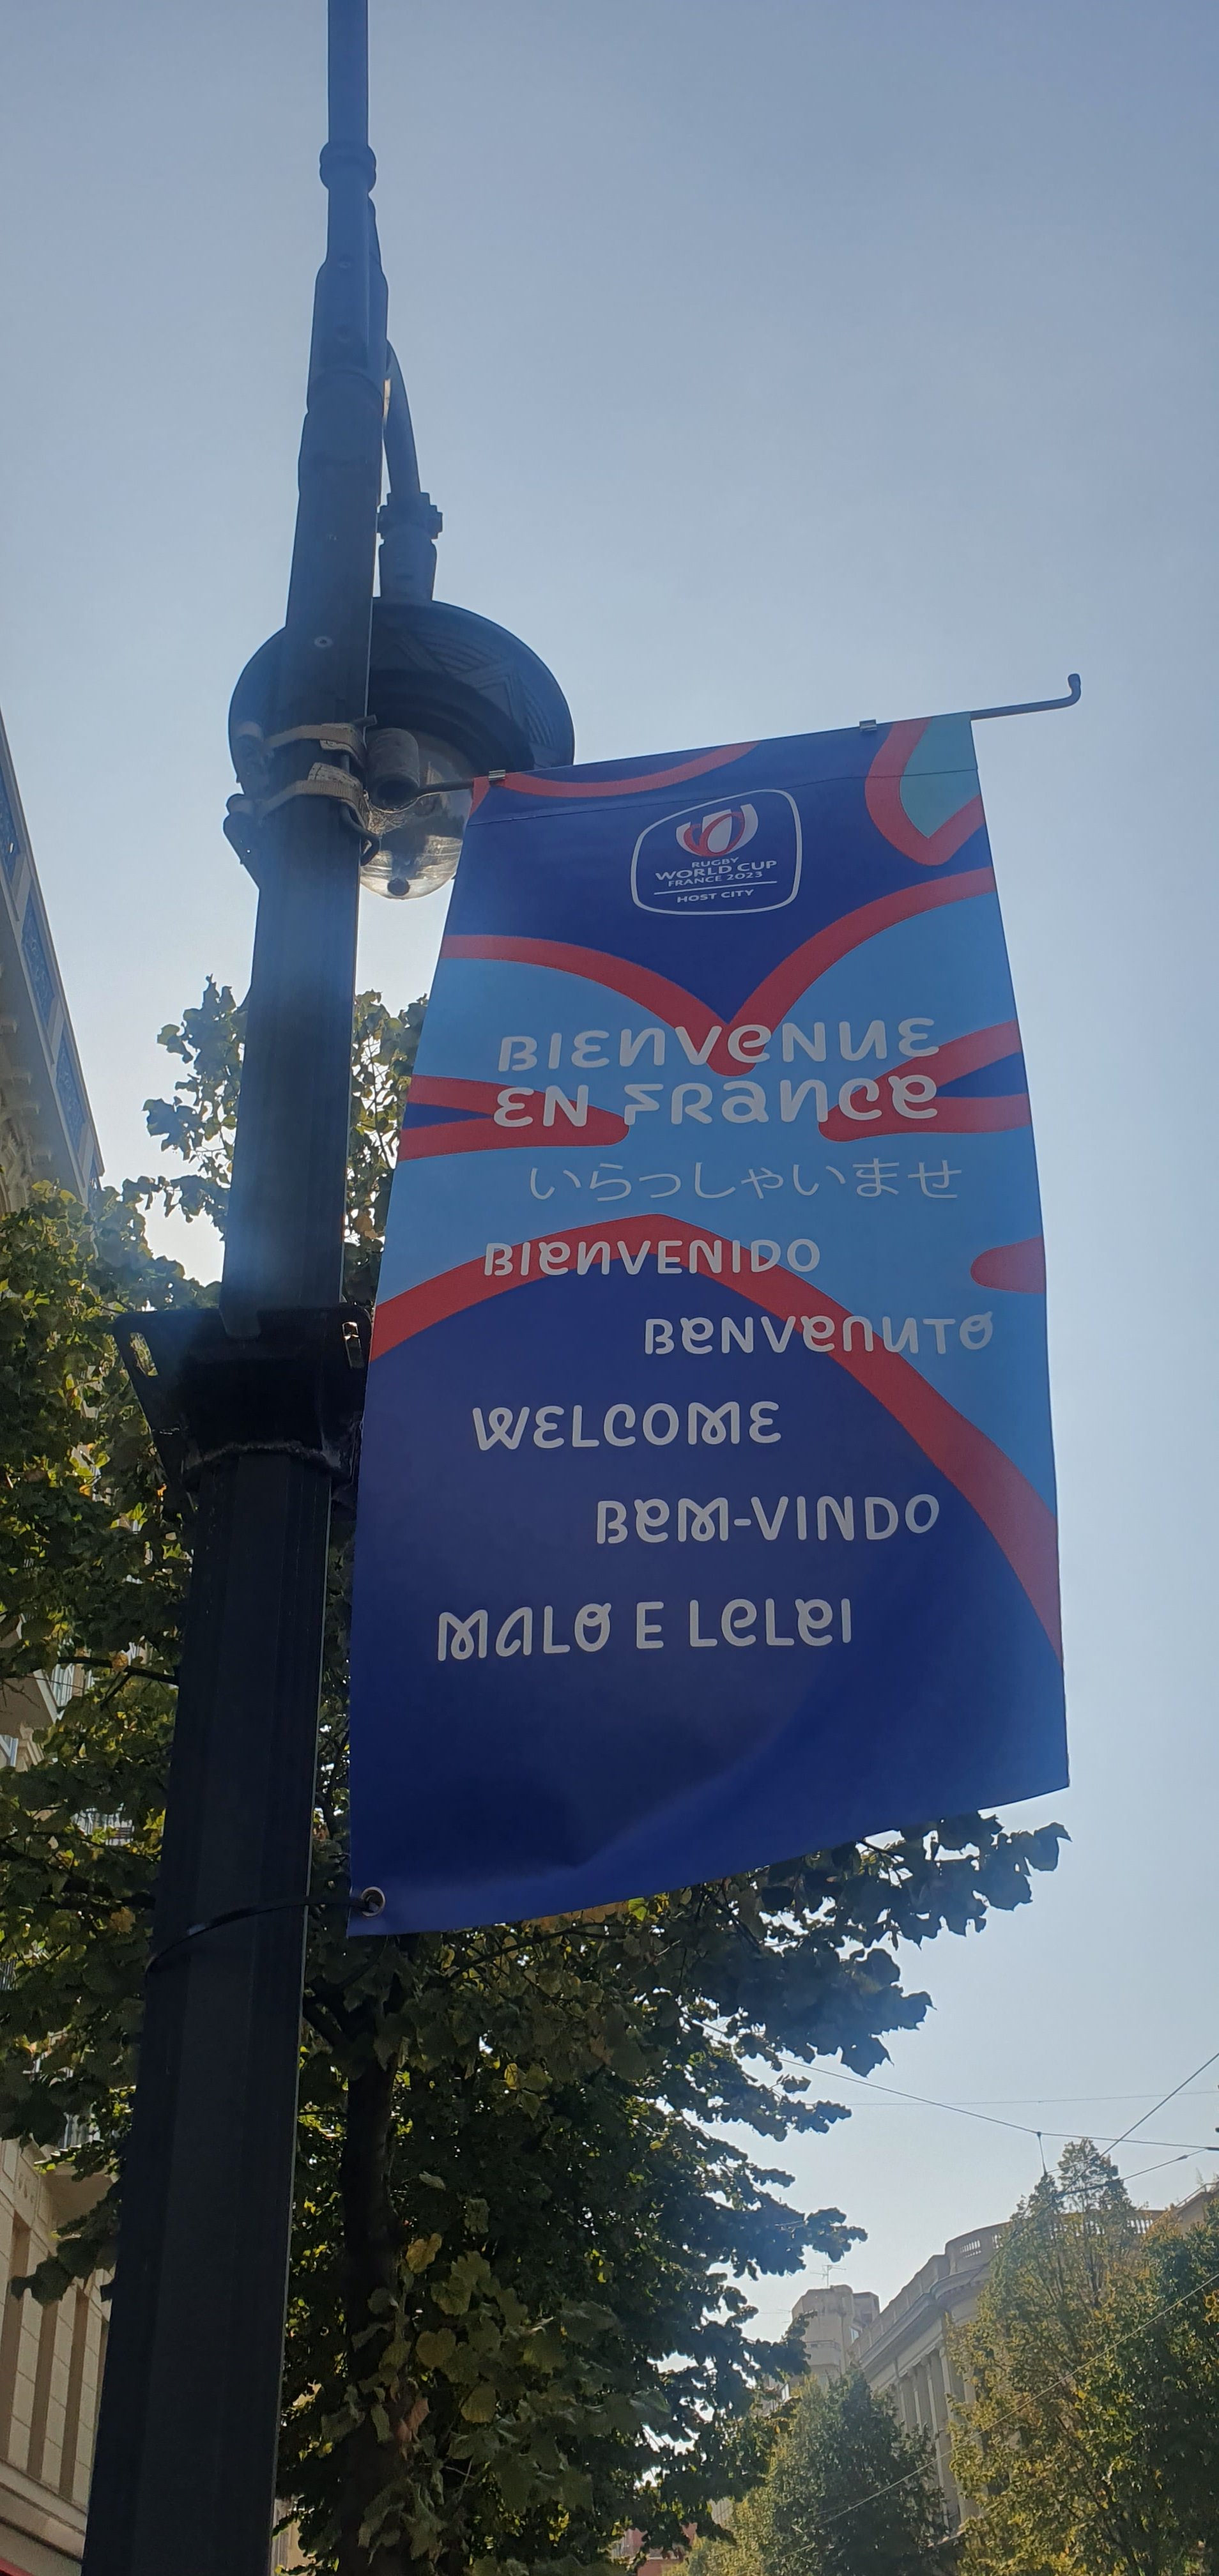 RUGBY
WORLD CUP
FRANCE 2023
HOST CITY
BIENVENUE
EN FRANCE
いらっしゃいませ
BIENVENIDO
BENVENUTO
WELCOME
BEM-VINDO
MALO E LELEI